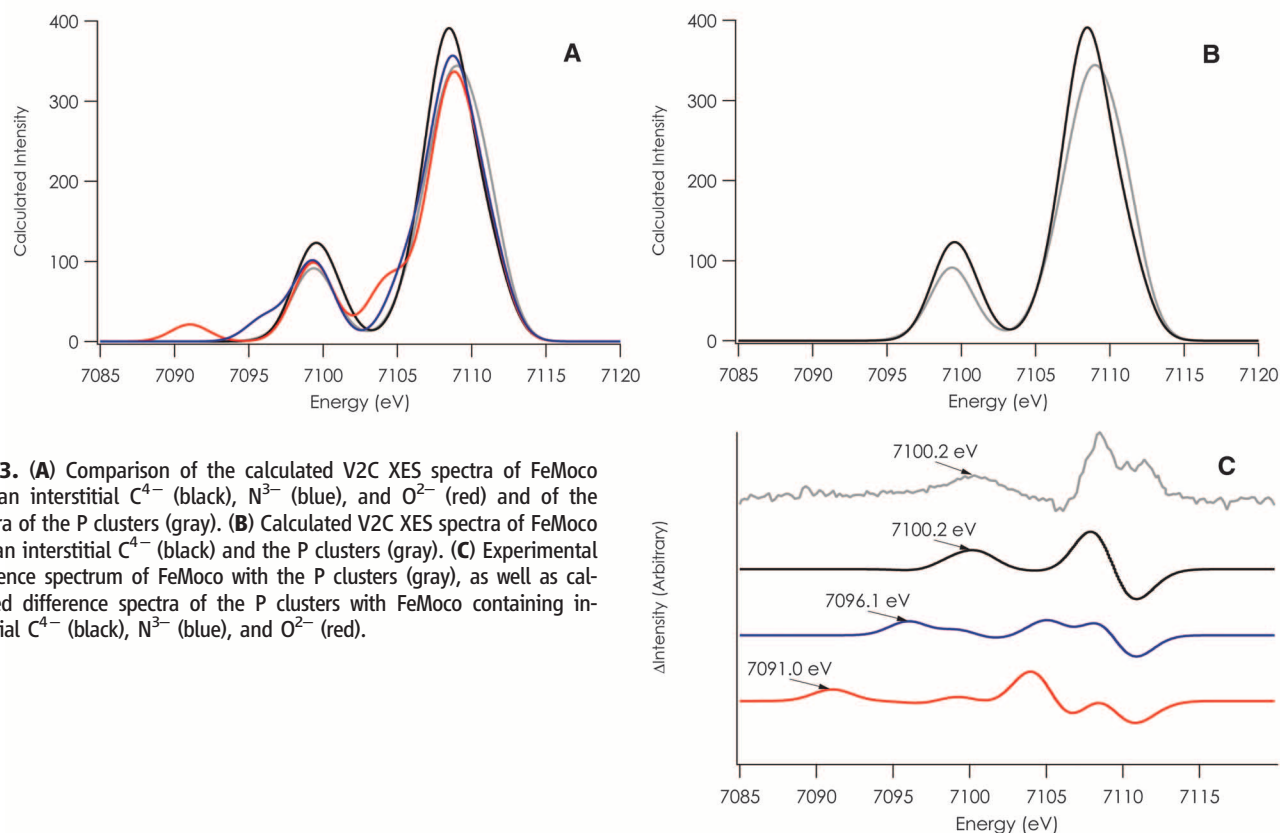 400
300
200
100
0
Calculated Intensity
A
7085 7090 7095 7100 7105 7110 7115 7120
Energy (eV)
400
300
200
100
0
Calculated Intensity
B
7085 7090 7095 7100 7105 7110 7115 7120
Energy (eV)
3. (A) Comparison of the calculated V2C XES spectra of FeMoco
an interstitial C⁴⁻ (black), N³⁻ (blue), and O²⁻ (red) and of the
ra of the P clusters (gray). (B) Calculated V2C XES spectra of FeMoco
an interstitial C⁴⁻ (black) and the P clusters (gray). (C) Experimental
ence spectrum of FeMoco with the P clusters (gray), as well as cal-
ed difference spectra of the P clusters with FeMoco containing in-
ial C⁴⁻ (black), N³⁻ (blue), and O²⁻ (red).
C
7100.2 eV
7100.2 eV
7096.1 eV
7091.0 eV
ΔIntensity (Arbitrary)
7085 7090 7095 7100 7105 7110 7115
Energy (eV)